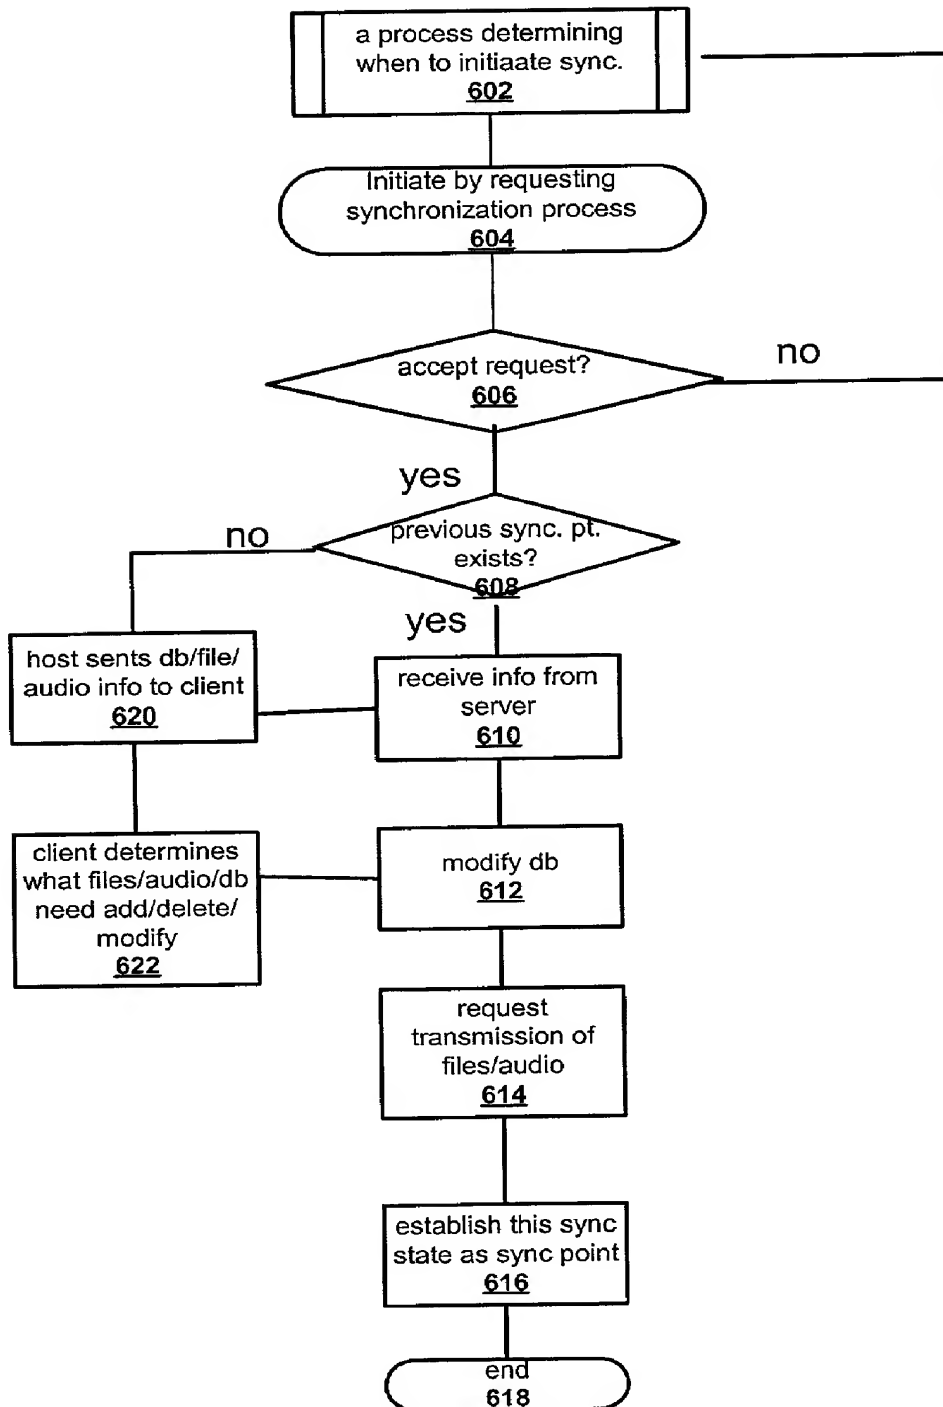 a process determining
when to initiaate sync.
602
Initiate by requesting
synchronization process
604
accept request?
606
no
yes
previous sync. pt.
exists?
608
no
yes
host sents db/file/
audio info to client
620
receive info from
server
610
client determines
what files/audio/db
need add/delete/
modify
622
modify db
612
request
transmission of
files/audio
614
establish this sync
state as sync point
616
end
618